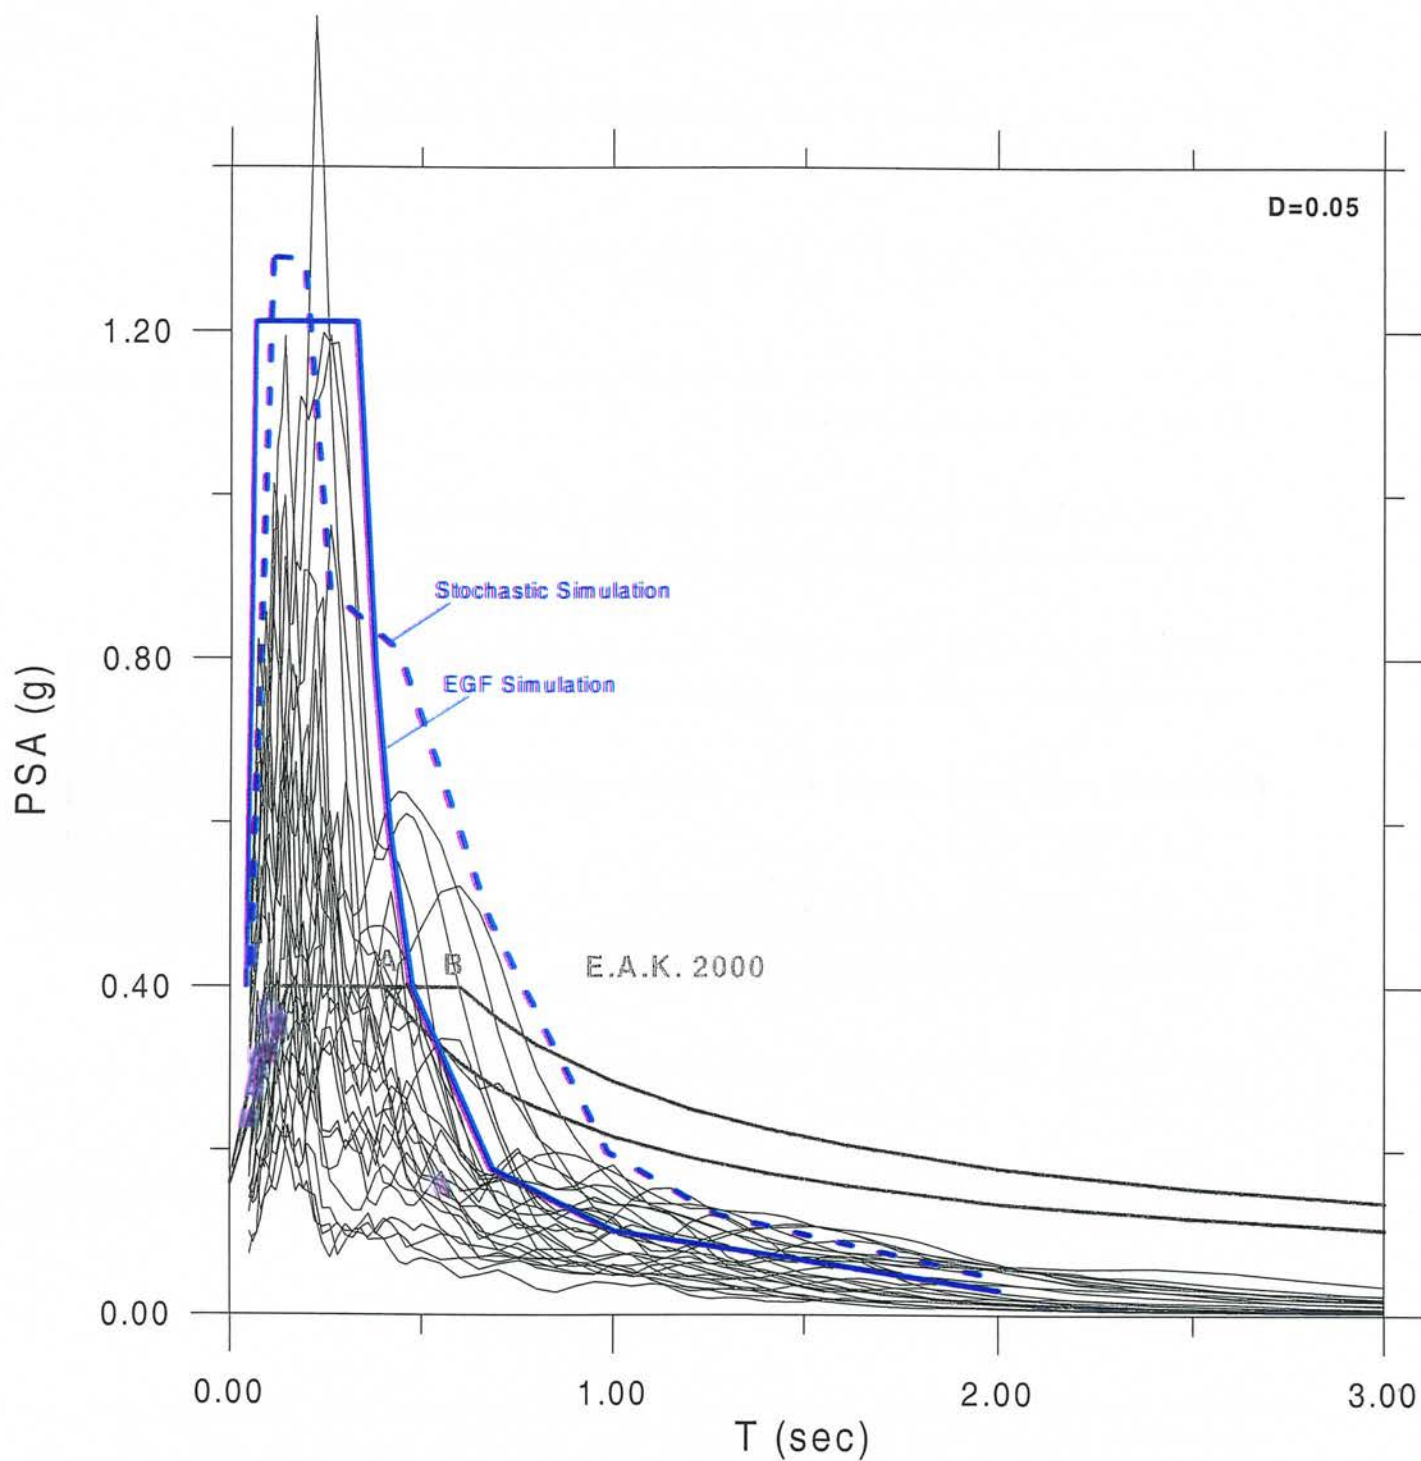 D=0.05
1.20
Stochastic Simulation
0.80
EGF Simulation
PSA (g)
A B E.A.K. 2000
0.40
0.00
0.00 1.00 2.00 3.00
T (sec)